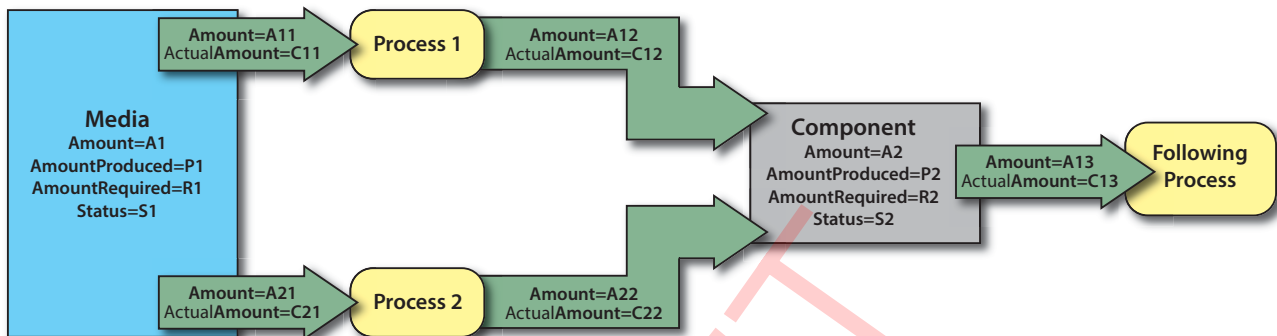 Amount=A11
ActualAmount=C11
Process 1
Amount=A12
ActualAmount=C12
Media
Amount=A1
AmountProduced=P1
AmountRequired=R1
Status=S1
Component
Amount=A2
AmountProduced=P2
AmountRequired=R2
Status=S2
Amount=A13
ActualAmount=C13
Following
Process
Amount=A21
ActualAmount=C21
Process 2
Amount=A22
ActualAmount=C22